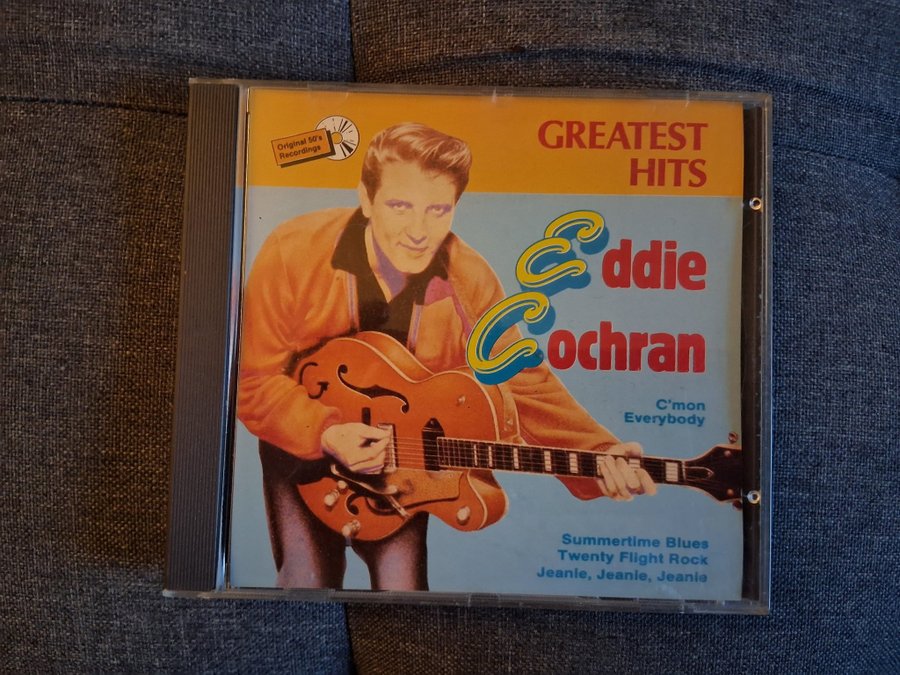 Original 50's
Recordings
GREATEST
HITS
Eddie
Cochran
C'mon
Everybody
Summertime Blues
Twenty Flight Rock
Jeanie, Jeanie, Jeanie